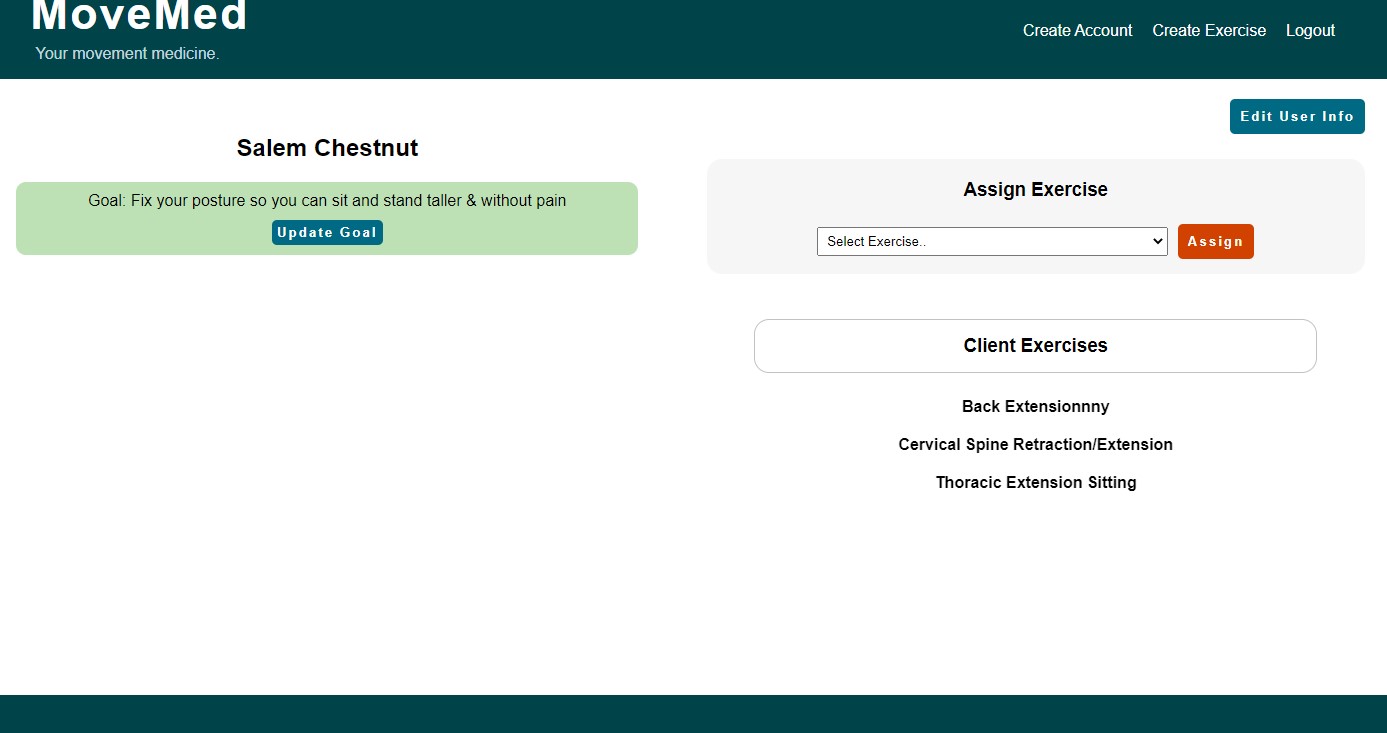 MoveMed
Your movement medicine.
Create Account Create Exercise Logout
Edit User Info
Salem Chestnut
Goal: Fix your posture so you can sit and stand taller & without pain
Update Goal
Assign Exercise
Select Exercise..
Assign
Client Exercises
Back Extensionnny
Cervical Spine Retraction/Extension
Thoracic Extension Sitting